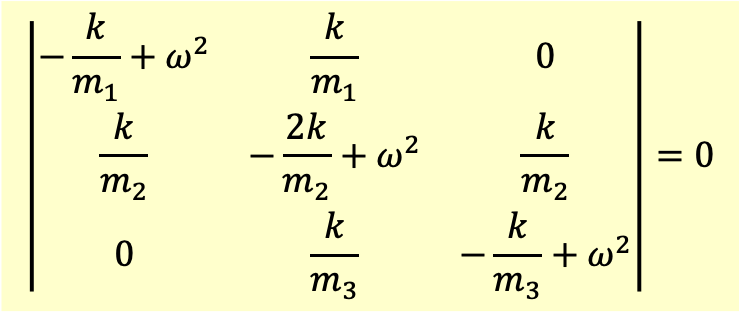 | -k/m₁ + ω²    k/m₁    0 |
| k/m₂    -2k/m₂ + ω²    k/m₂ | = 0
| 0    k/m₃    -k/m₃ + ω² |